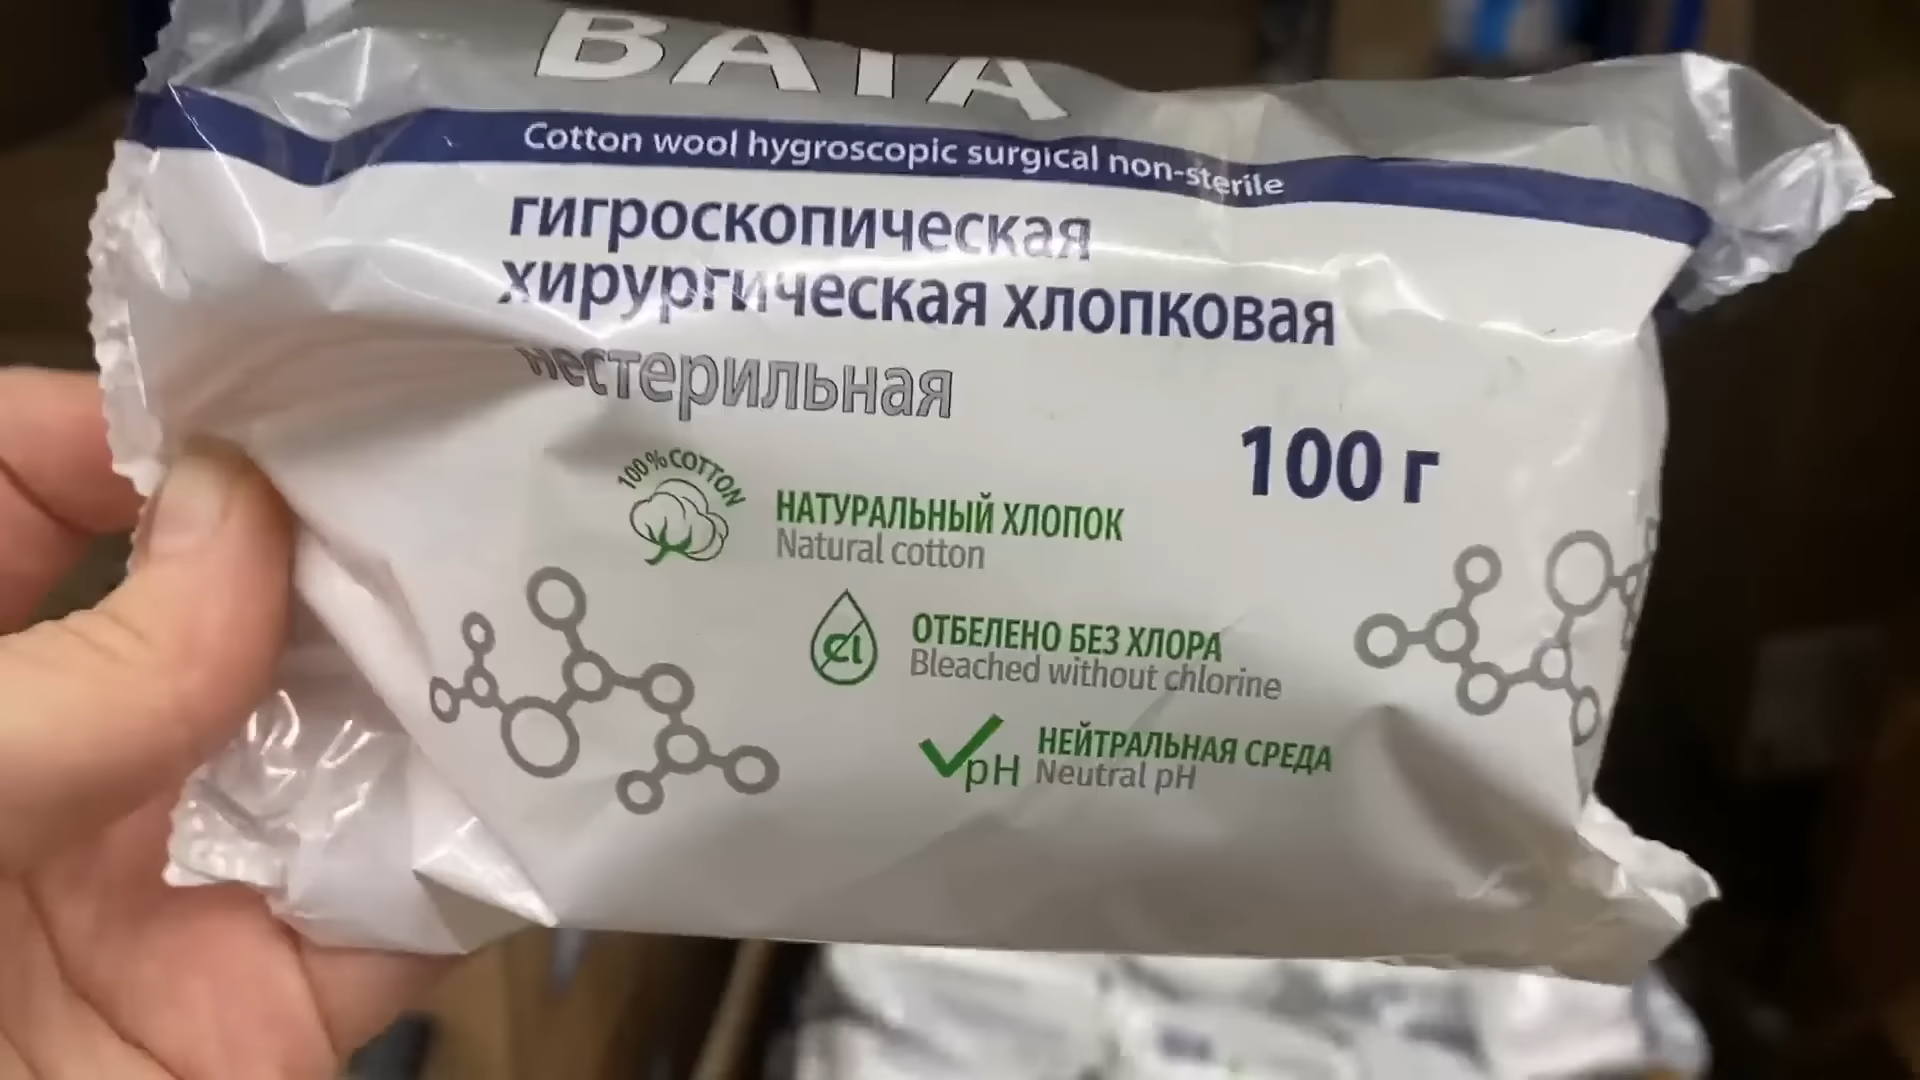 ВАТА
Cotton wool hygroscopic surgical non-sterile
гигроскопическая
хирургическая хлопковая
нестерильная
100 г
100% COTTON
НАТУРАЛЬНЫЙ ХЛОПОК
Natural cotton
Cl
ОТБЕЛЕНО БЕЗ ХЛОРА
Bleached without chlorine
pH
НЕЙТРАЛЬНАЯ СРЕДА
Neutral pH